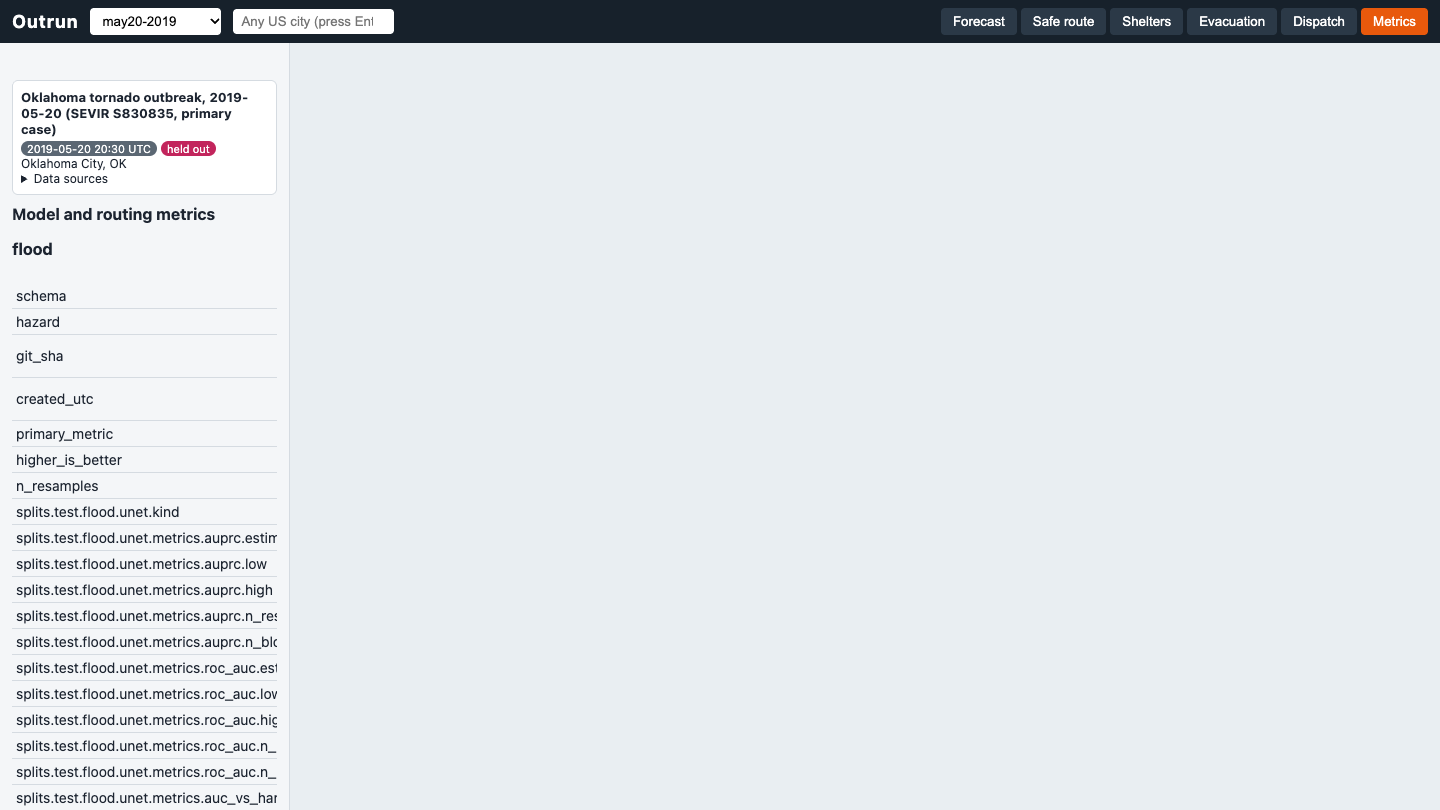 Outrun
may20-2019
Any US city (press Ent
Forecast
Safe route
Shelters
Evacuation
Dispatch
Metrics
Oklahoma tornado outbreak, 2019-
05-20 (SEVIR S830835, primary
case)
2019-05-20 20:30 UTC
held out
Oklahoma City, OK
Data sources
Model and routing metrics
flood
schema
hazard
git_sha
created_utc
primary_metric
higher_is_better
n_resamples
splits.test.flood.unet.kind
splits.test.flood.unet.metrics.auprc.estim
splits.test.flood.unet.metrics.auprc.low
splits.test.flood.unet.metrics.auprc.high
splits.test.flood.unet.metrics.auprc.n_res
splits.test.flood.unet.metrics.auprc.n_blo
splits.test.flood.unet.metrics.roc_auc.est
splits.test.flood.unet.metrics.roc_auc.low
splits.test.flood.unet.metrics.roc_auc.hig
splits.test.flood.unet.metrics.roc_auc.n_
splits.test.flood.unet.metrics.roc_auc.n_
splits.test.flood.unet.metrics.auc_vs_har